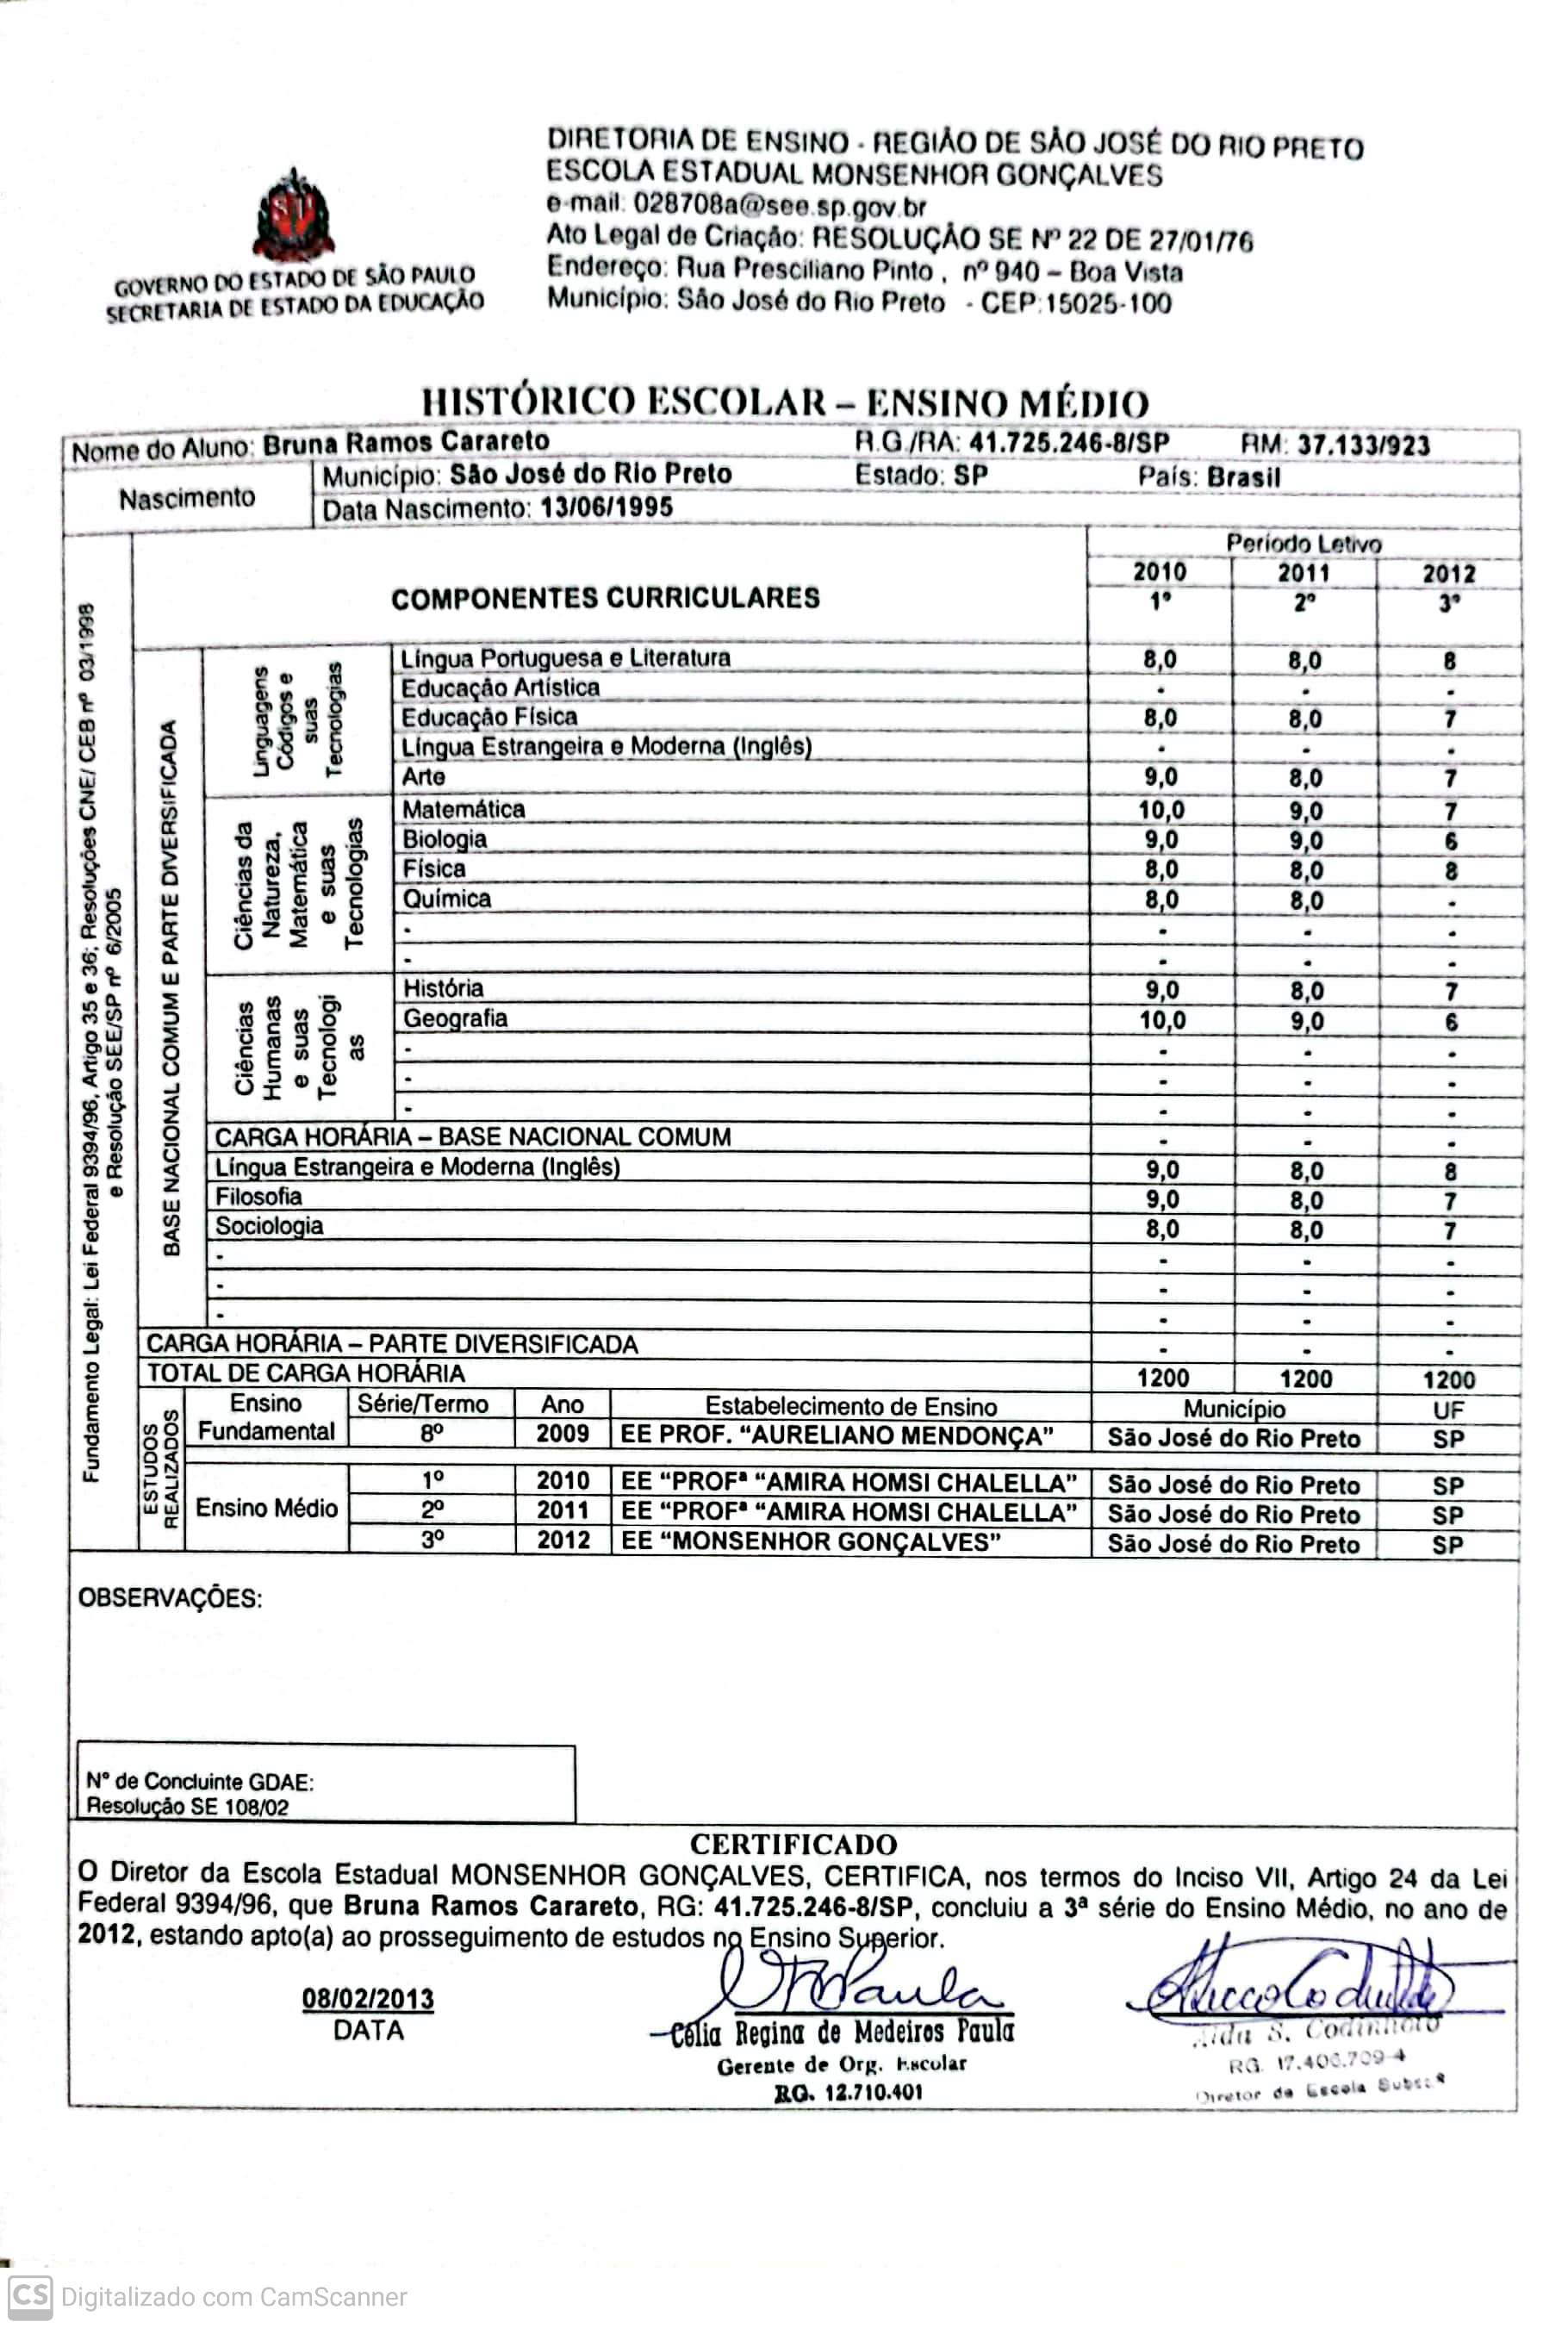 DIRETORIA DE ENSINO - REGIÃO DE SÃO JOSÉ DO RIO PRETO
ESCOLA ESTADUAL MONSENHOR GONÇALVES
e-mail: 028708a@see.sp.gov.br
Ato Legal de Criação: RESOLUÇÃO SE Nº 22 DE 27/01/76
Endereço: Rua Presciliano Pinto , nº 940 – Boa Vista
Município: São José do Rio Preto - CEP:15025-100
GOVERNO DO ESTADO DE SÃO PAULO
SECRETARIA DE ESTADO DA EDUCAÇÃO
HISTÓRICO ESCOLAR – ENSINO MÉDIO
Nome do Aluno: Bruna Ramos Carareto R.G./RA: 41.725.246-8/SP RM: 37.133/923
Nascimento
Município: São José do Rio Preto Estado: SP País: Brasil
Data Nascimento: 13/06/1995
Fundamento Legal: Lei Federal 9394/96, Artigo 35 e 36; Resoluções CNE/ CEB nº 03/1998
e Resolução SEE/SP nº 6/2005
COMPONENTES CURRICULARES
Período Letivo
2010 2011 2012
1º 2º 3º
BASE NACIONAL COMUM E PARTE DIVERSIFICADA
Linguagens
Códigos e
suas
Tecnologias
Língua Portuguesa e Literatura 8,0 8,0 8
Educação Artística - - -
Educação Física 8,0 8,0 7
Língua Estrangeira e Moderna (Inglês) - - -
Arte 9,0 8,0 7
Ciências da
Natureza,
Matemática
e suas
Tecnologias
Matemática 10,0 9,0 7
Biologia 9,0 9,0 6
Física 8,0 8,0 8
Química 8,0 8,0 -
- - - -
- - - -
Ciências
Humanas
e suas
Tecnologi
as
História 9,0 8,0 7
Geografia 10,0 9,0 6
- - - -
- - - -
- - - -
CARGA HORÁRIA – BASE NACIONAL COMUM - - -
Língua Estrangeira e Moderna (Inglês) 9,0 8,0 8
Filosofia 9,0 8,0 7
Sociologia 8,0 8,0 7
- - - -
- - - -
- - - -
CARGA HORÁRIA – PARTE DIVERSIFICADA - - -
TOTAL DE CARGA HORÁRIA 1200 1200 1200
ESTUDOS
REALIZADOS
Ensino
Fundamental
Série/Termo Ano Estabelecimento de Ensino Município UF
8º 2009 EE PROF. “AURELIANO MENDONÇA” São José do Rio Preto SP
Ensino Médio
1º 2010 EE “PROFª “AMIRA HOMSI CHALELLA” São José do Rio Preto SP
2º 2011 EE “PROFª “AMIRA HOMSI CHALELLA” São José do Rio Preto SP
3º 2012 EE “MONSENHOR GONÇALVES” São José do Rio Preto SP
OBSERVAÇÕES:
Nº de Concluinte GDAE:
Resolução SE 108/02
CERTIFICADO
O Diretor da Escola Estadual MONSENHOR GONÇALVES, CERTIFICA, nos termos do Inciso VII, Artigo 24 da Lei
Federal 9394/96, que Bruna Ramos Carareto, RG: 41.725.246-8/SP, concluiu a 3ª série do Ensino Médio, no ano de
2012, estando apto(a) ao prosseguimento de estudos no Ensino Superior.
08/02/2013
DATA
Célia Regina de Medeiros Paula
Gerente de Org. Escolar
RG. 12.710.401
Aida S. Codinhoto
RG. 17.406.709-4
Diretor de Escola Subst.ª
CS Digitalizado com CamScanner